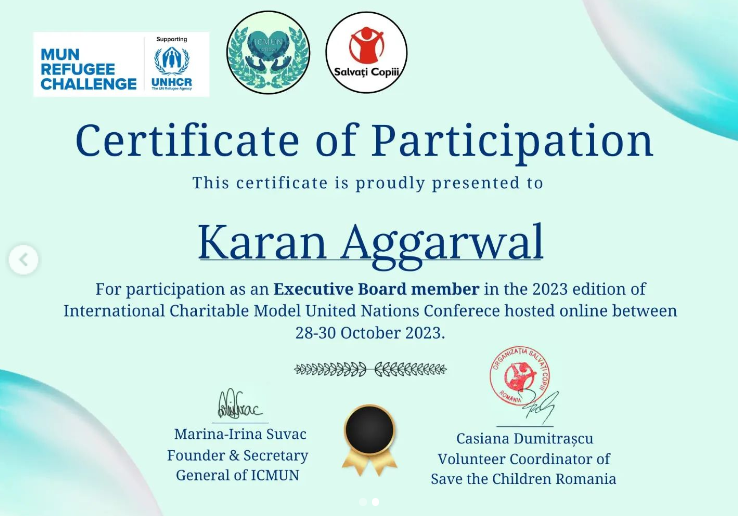 MUN
REFUGEE
CHALLENGE
Supporting
UNHCR
The UN Refugee Agency
ICMUN
Salvați Copiii
Certificate of Participation
This certificate is proudly presented to
Karan Aggarwal
For participation as an Executive Board member in the 2023 edition of
International Charitable Model United Nations Conferece hosted online between
28-30 October 2023.
ORGANIZAȚIA SALVAȚI COPIII
ROMÂNIA
Marina-Irina Suvac
Founder & Secretary
General of ICMUN
Casiana Dumitrașcu
Volunteer Coordinator of
Save the Children Romania